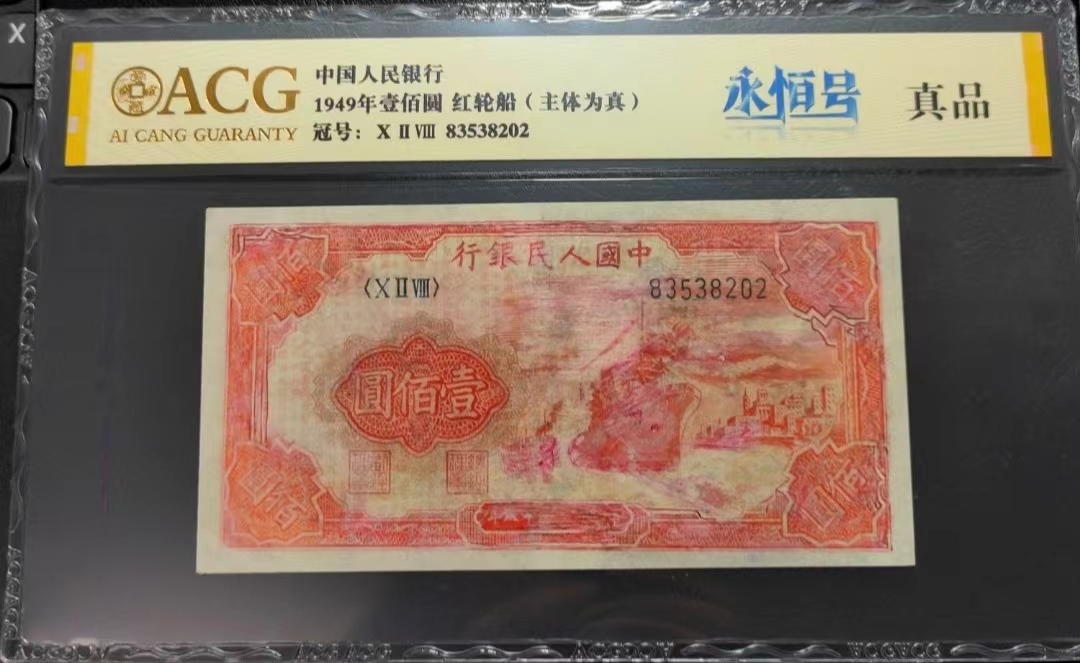 X
ACG
AI CANG GUARANTY
中国人民银行
1949年壹佰圆 红轮船（主体为真）
冠号：X II VIII 83538202
永恒号
真品
行銀民人國中
〈X II VIII〉
83538202
圓佰壹